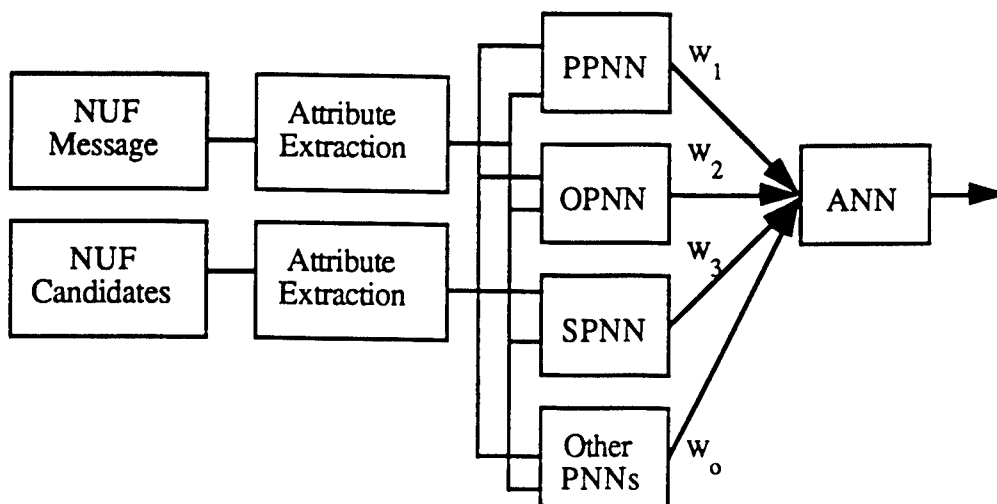 NUF
Message
Attribute
Extraction
NUF
Candidates
Attribute
Extraction
PPNN
OPNN
SPNN
Other
PNNs
W1
W2
W3
Wo
ANN